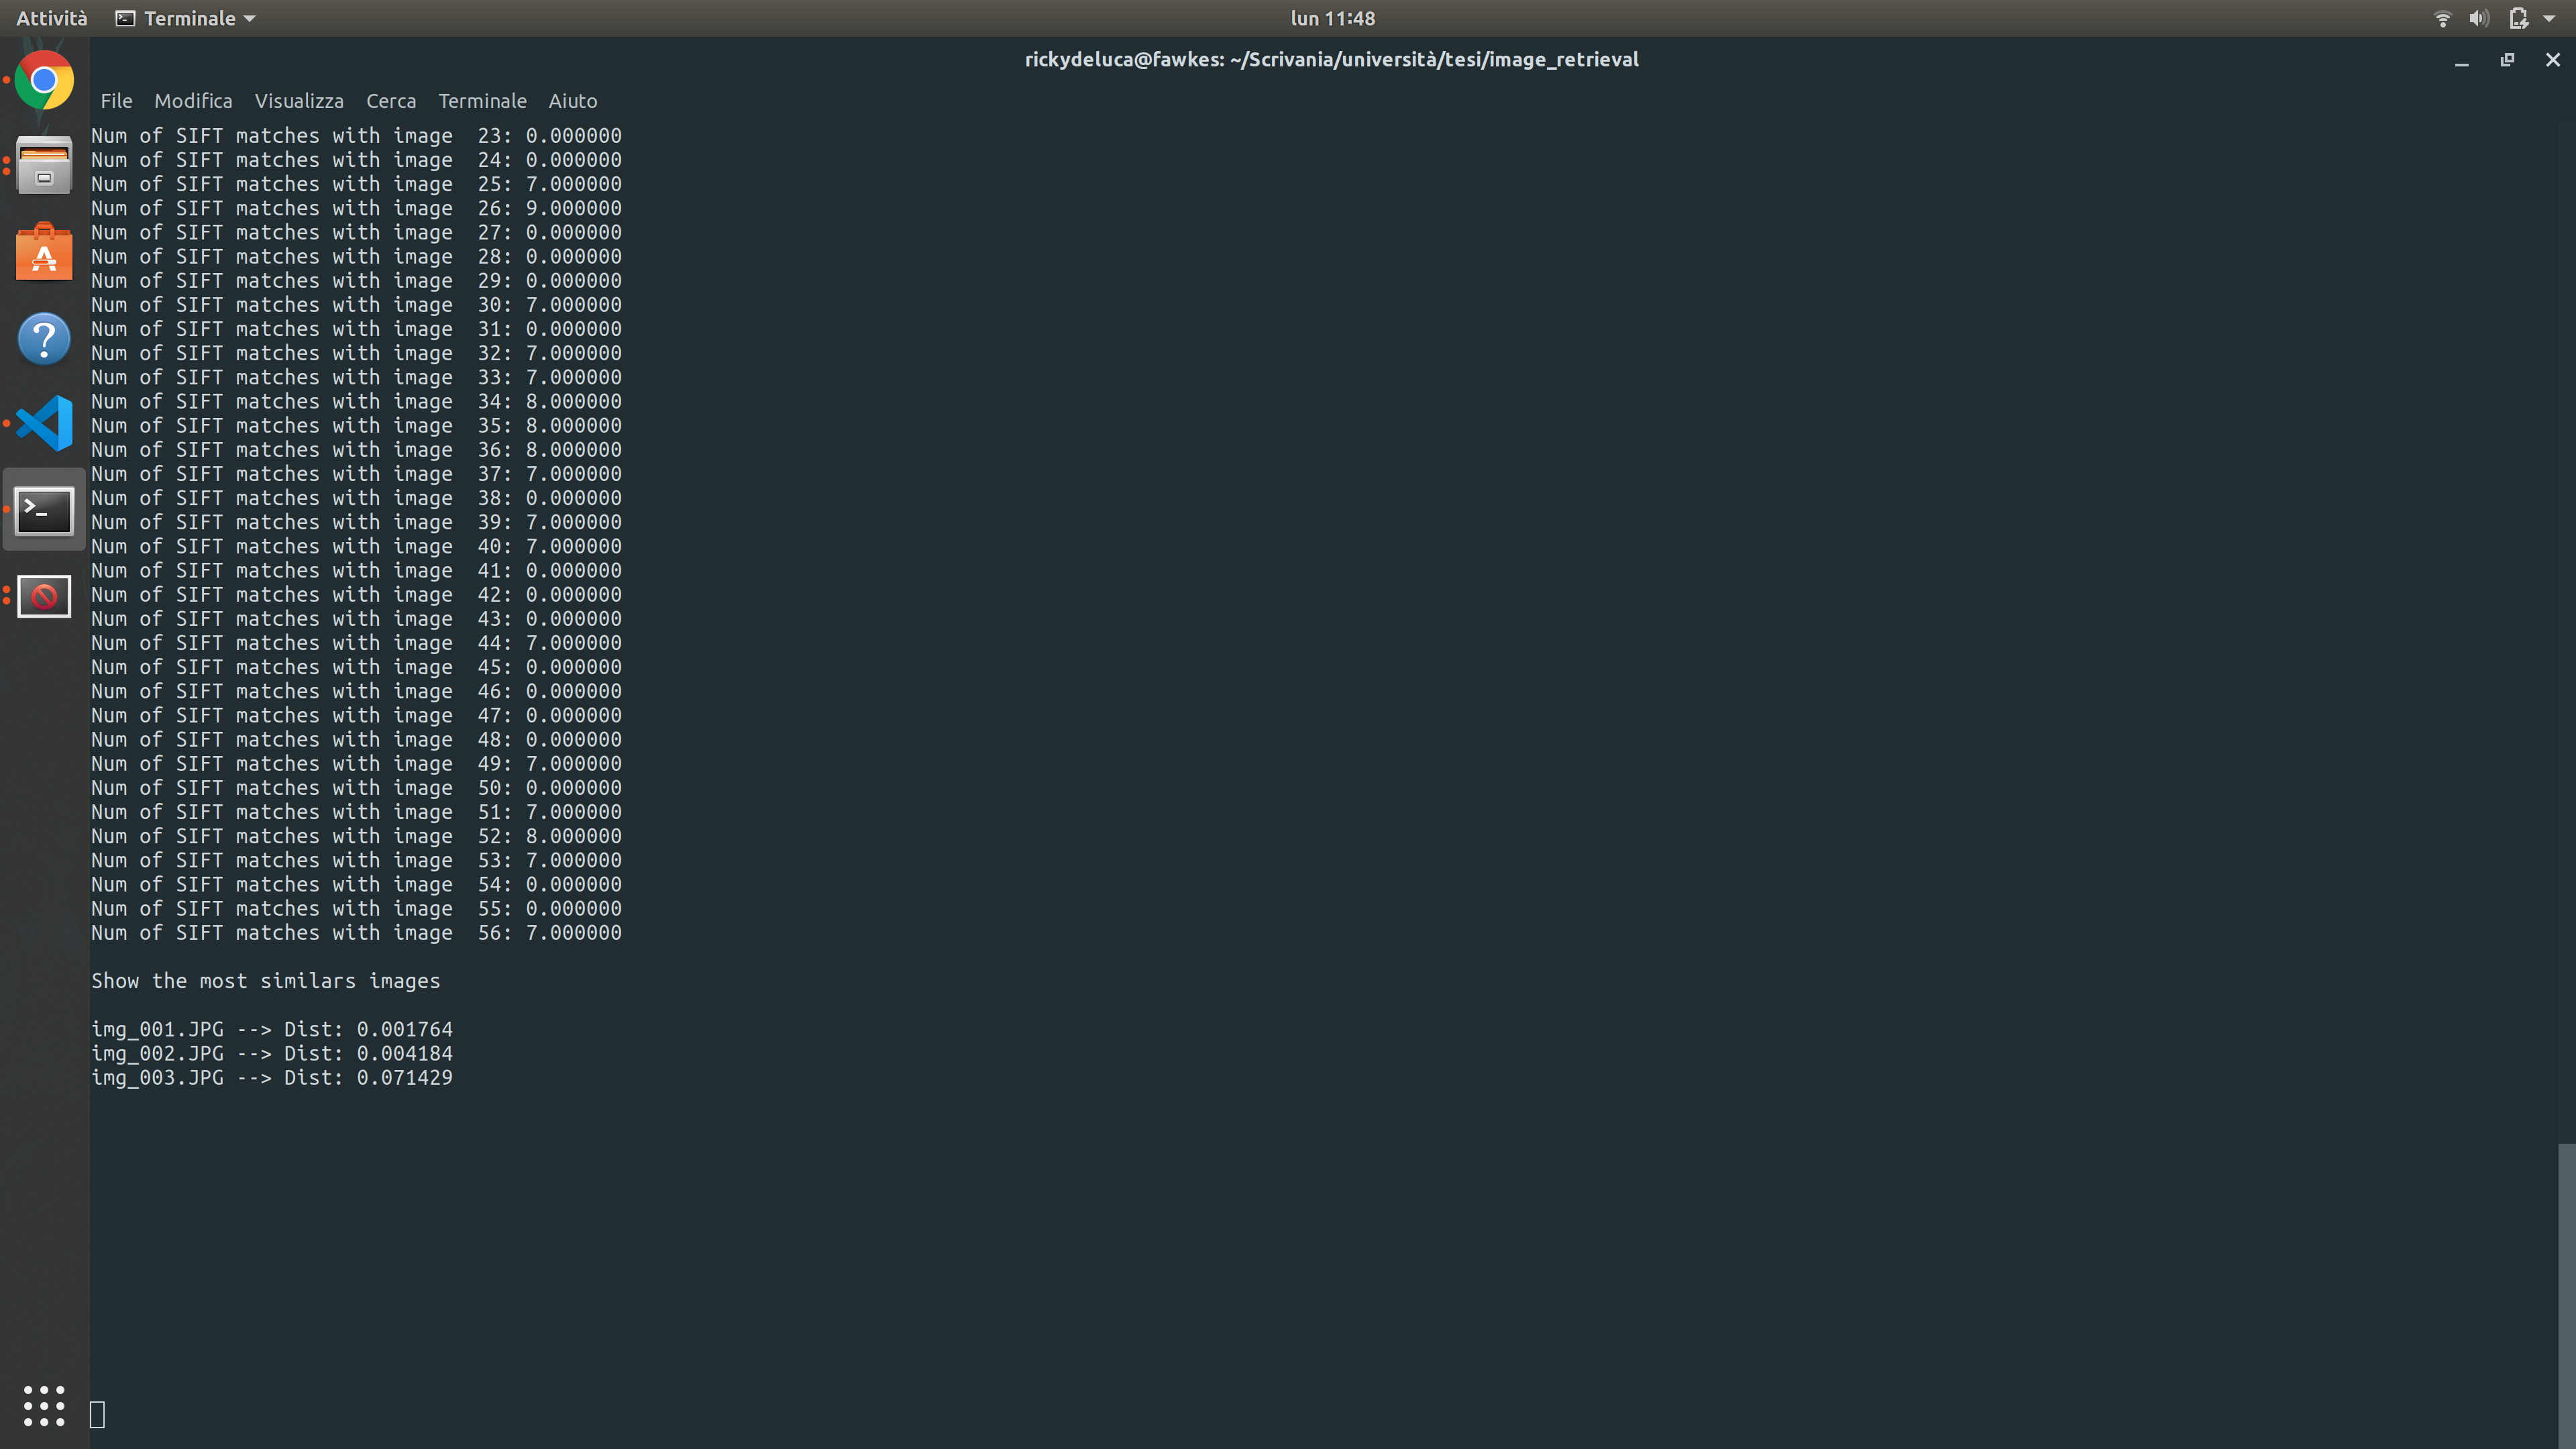 Attività Terminale lun 11:48
rickydeluca@fawkes: ~/Scrivania/università/tesi/image_retrieval
File Modifica Visualizza Cerca Terminale Aiuto
Num of SIFT matches with image  23: 0.000000
Num of SIFT matches with image  24: 0.000000
Num of SIFT matches with image  25: 7.000000
Num of SIFT matches with image  26: 9.000000
Num of SIFT matches with image  27: 0.000000
Num of SIFT matches with image  28: 0.000000
Num of SIFT matches with image  29: 0.000000
Num of SIFT matches with image  30: 7.000000
Num of SIFT matches with image  31: 0.000000
Num of SIFT matches with image  32: 7.000000
Num of SIFT matches with image  33: 7.000000
Num of SIFT matches with image  34: 8.000000
Num of SIFT matches with image  35: 8.000000
Num of SIFT matches with image  36: 8.000000
Num of SIFT matches with image  37: 7.000000
Num of SIFT matches with image  38: 0.000000
Num of SIFT matches with image  39: 7.000000
Num of SIFT matches with image  40: 7.000000
Num of SIFT matches with image  41: 0.000000
Num of SIFT matches with image  42: 0.000000
Num of SIFT matches with image  43: 0.000000
Num of SIFT matches with image  44: 7.000000
Num of SIFT matches with image  45: 0.000000
Num of SIFT matches with image  46: 0.000000
Num of SIFT matches with image  47: 0.000000
Num of SIFT matches with image  48: 0.000000
Num of SIFT matches with image  49: 7.000000
Num of SIFT matches with image  50: 0.000000
Num of SIFT matches with image  51: 7.000000
Num of SIFT matches with image  52: 8.000000
Num of SIFT matches with image  53: 7.000000
Num of SIFT matches with image  54: 0.000000
Num of SIFT matches with image  55: 0.000000
Num of SIFT matches with image  56: 7.000000
Show the most similars images
img_001.JPG --> Dist: 0.001764
img_002.JPG --> Dist: 0.004184
img_003.JPG --> Dist: 0.071429